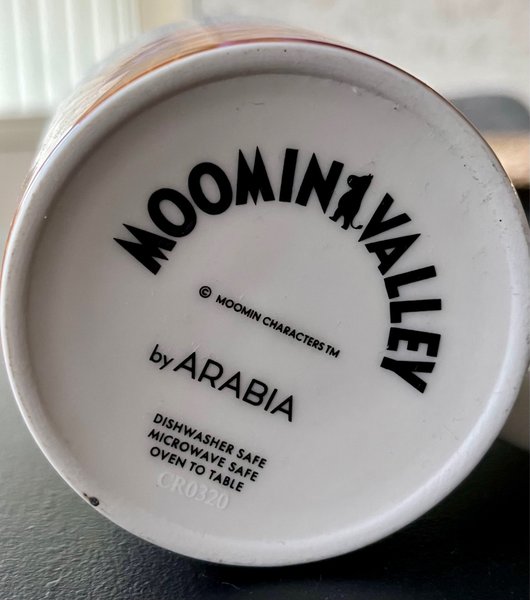 MOOMINVALLEY
© MOOMIN CHARACTERS™
by ARABIA
DISHWASHER SAFE
MICROWAVE SAFE
OVEN TO TABLE
CR0320